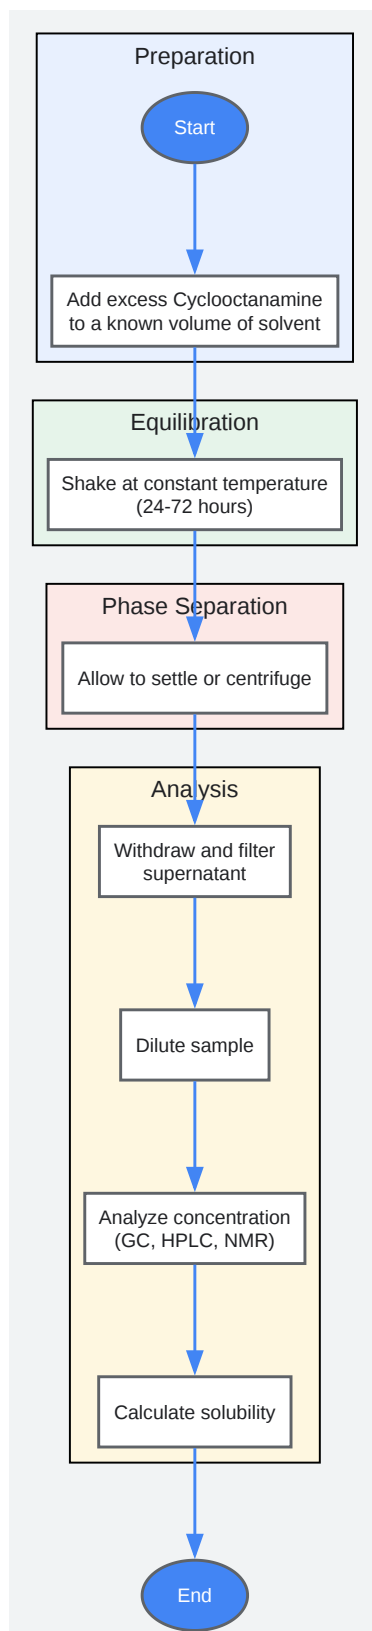 Preparation
Start
Add excess Cyclooctanamine
to a known volume of solvent
Equilibration
Shake at constant temperature
(24-72 hours)
Phase Separation
Allow to settle or centrifuge
Analysis
Withdraw and filter
supernatant
Dilute sample
Analyze concentration
(GC, HPLC, NMR)
Calculate solubility
End